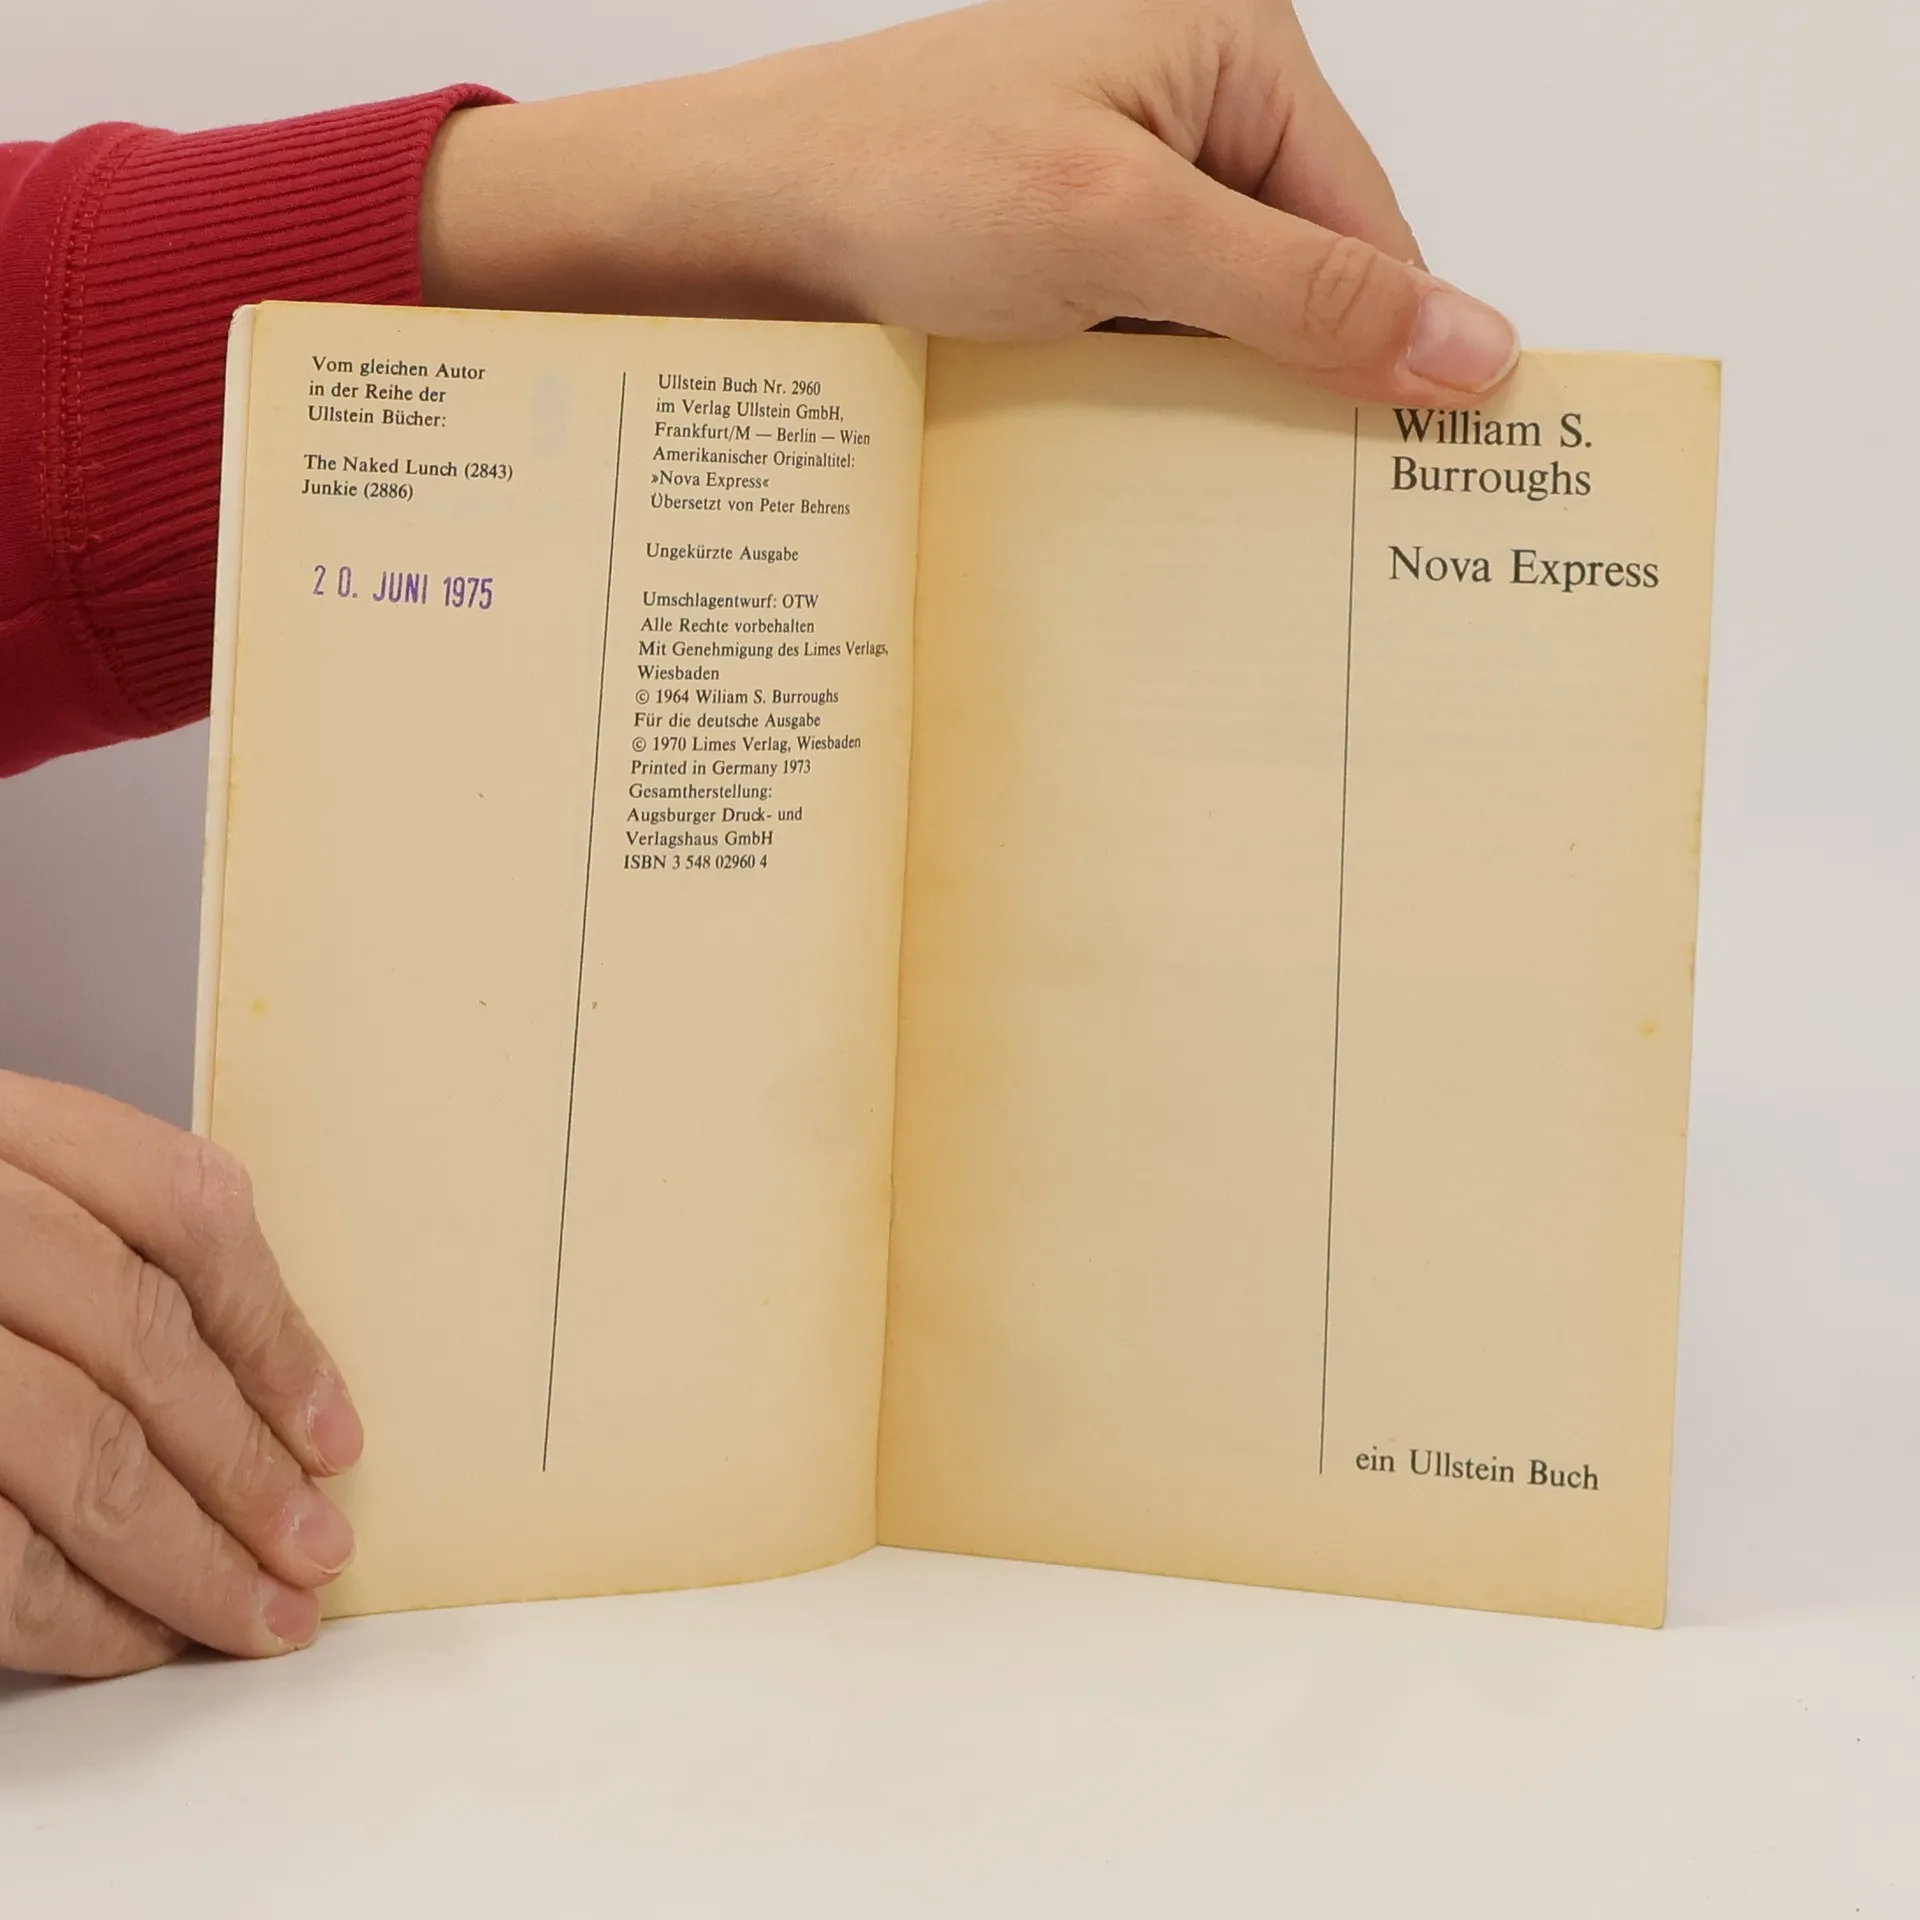 Vom gleichen Autor
in der Reihe der
Ullstein Bücher:
The Naked Lunch (2843)
Junkie (2886)
20. JUNI 1975
Ullstein Buch Nr. 2960
im Verlag Ullstein GmbH,
Frankfurt/M — Berlin — Wien
Amerikanischer Originaltitel:
»Nova Express«
Übersetzt von Peter Behrens
Ungekürzte Ausgabe
Umschlagentwurf: OTW
Alle Rechte vorbehalten
Mit Genehmigung des Limes Verlags,
Wiesbaden
© 1964 Wiliam S. Burroughs
Für die deutsche Ausgabe
© 1970 Limes Verlag, Wiesbaden
Printed in Germany 1973
Gesamtherstellung:
Augsburger Druck- und
Verlagshaus GmbH
ISBN 3 548 02960 4
William S.
Burroughs
Nova Express
ein Ullstein Buch